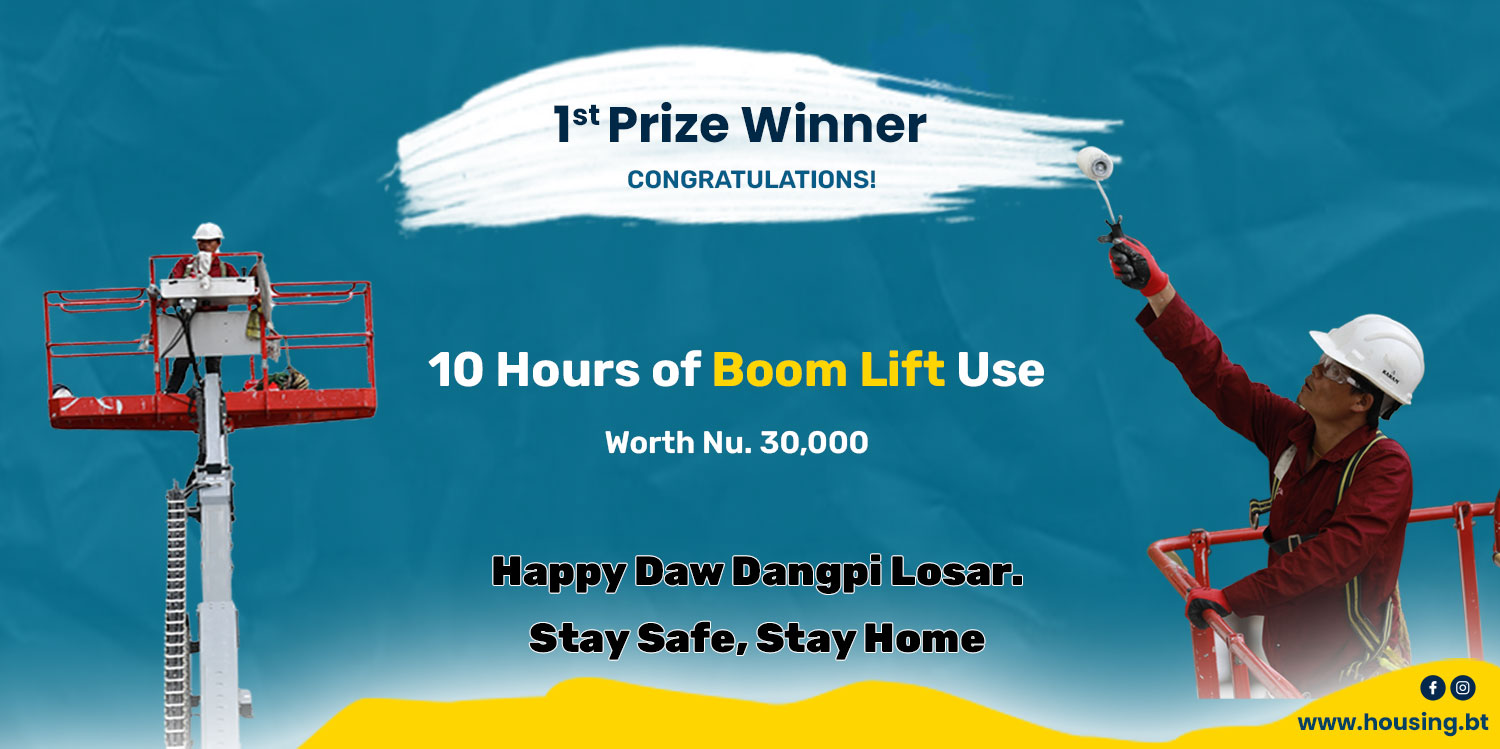 1st Prize Winner
CONGRATULATIONS!
10 Hours of Boom Lift Use
Worth Nu. 30,000
Happy Daw Dangpi Losar.
Stay Safe, Stay Home
www.housing.bt